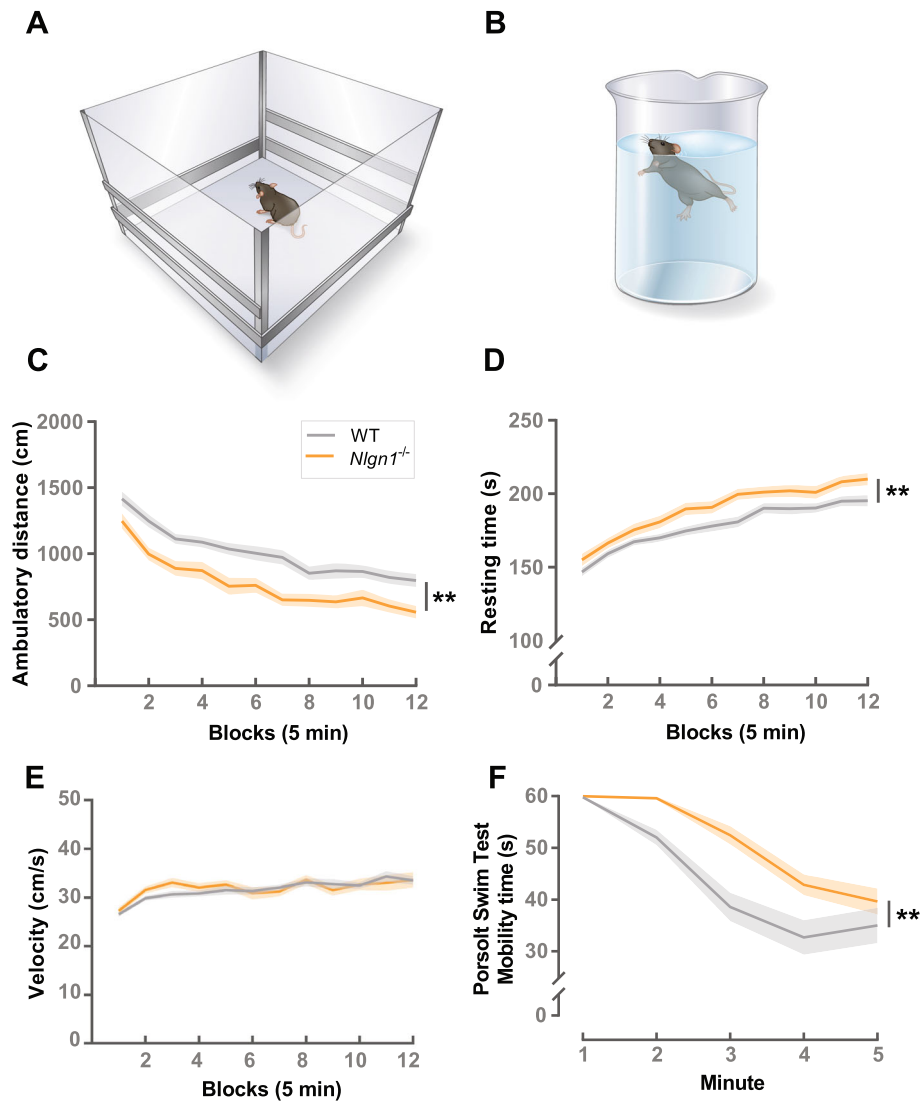 A
B
C
Ambulatory distance (cm)
2000
1500
1000
500
0
2 4 6 8 10 12
Blocks (5 min)
WT
Nlgn1-/-
**
D
Resting time (s)
250
200
150
100
0
2 4 6 8 10 12
Blocks (5 min)
**
E
Velocity (cm/s)
50
40
30
20
10
0
2 4 6 8 10 12
Blocks (5 min)
F
Porsolt Swim Test
Mobility time (s)
60
50
40
30
0
1 2 3 4 5
Minute
**